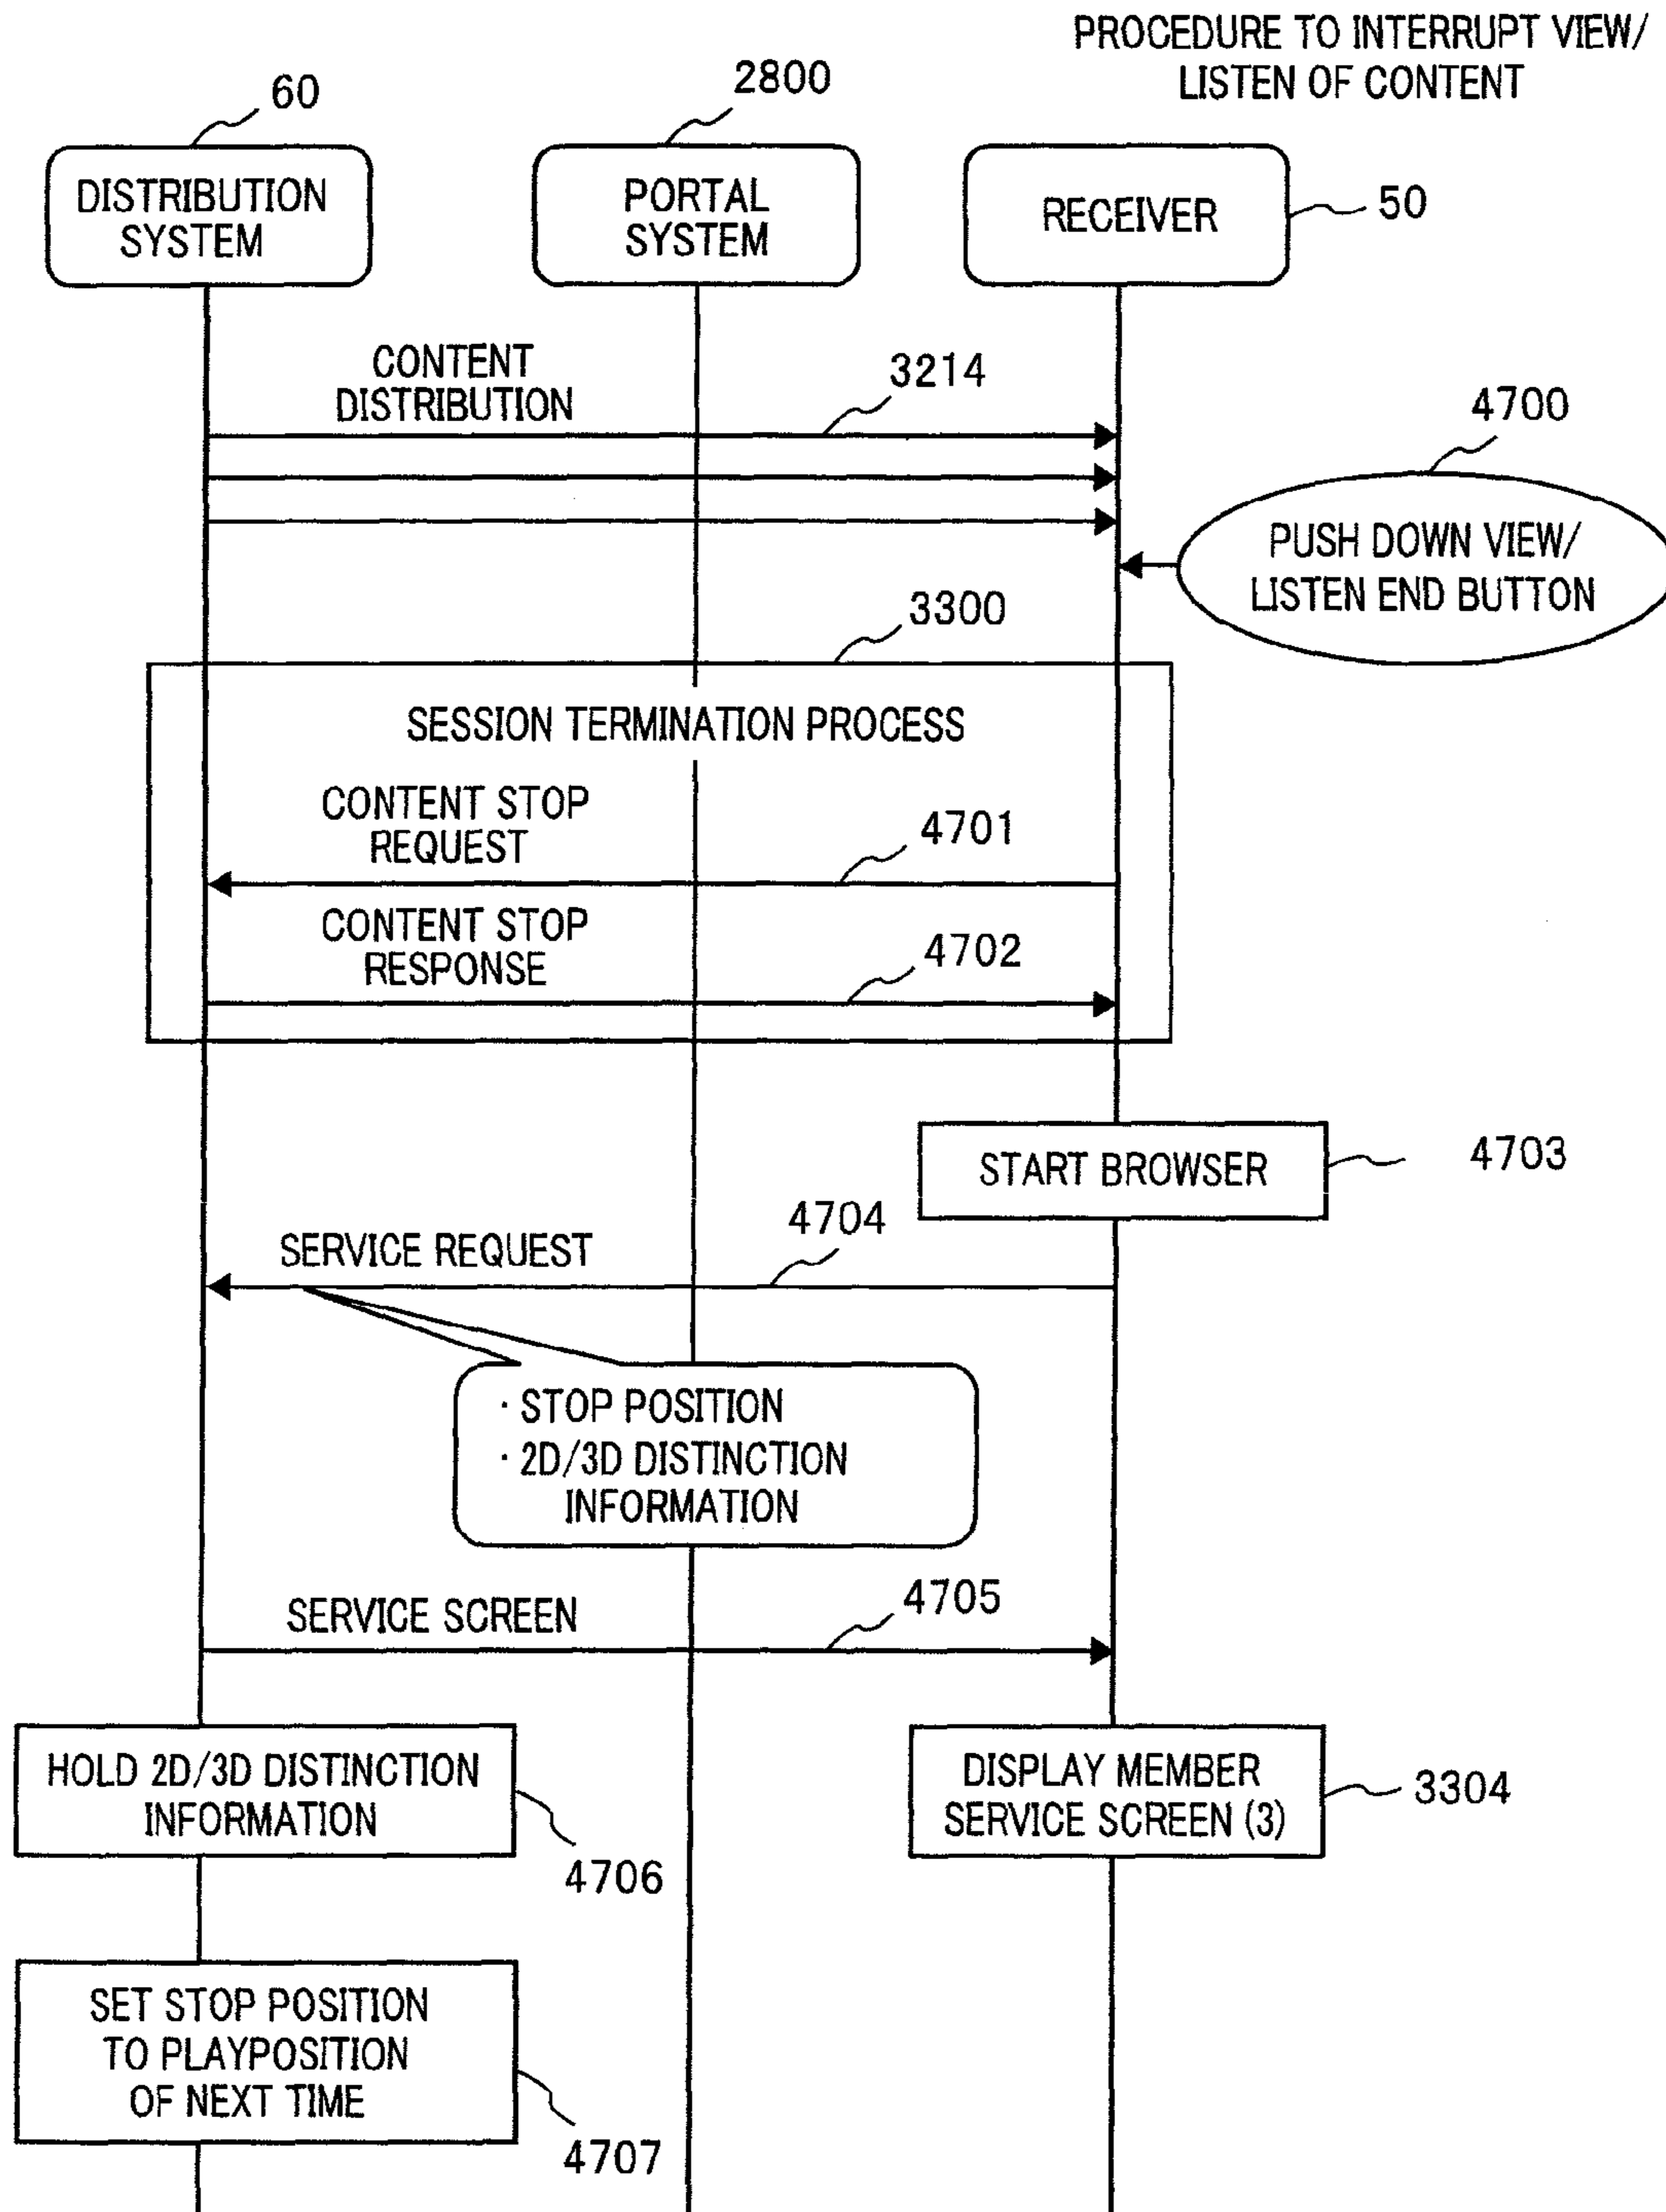 PROCEDURE TO INTERRUPT VIEW/
LISTEN OF CONTENT
60
2800
DISTRIBUTION
SYSTEM
PORTAL
SYSTEM
RECEIVER
50
CONTENT
DISTRIBUTION
3214
4700
PUSH DOWN VIEW/
LISTEN END BUTTON
3300
SESSION TERMINATION PROCESS
CONTENT STOP
REQUEST
4701
CONTENT STOP
RESPONSE
4702
START BROWSER
4703
4704
SERVICE REQUEST
· STOP POSITION
· 2D/3D DISTINCTION
INFORMATION
4705
SERVICE SCREEN
HOLD 2D/3D DISTINCTION
INFORMATION
4706
DISPLAY MEMBER
SERVICE SCREEN (3)
3304
SET STOP POSITION
TO PLAYPOSITION
OF NEXT TIME
4707